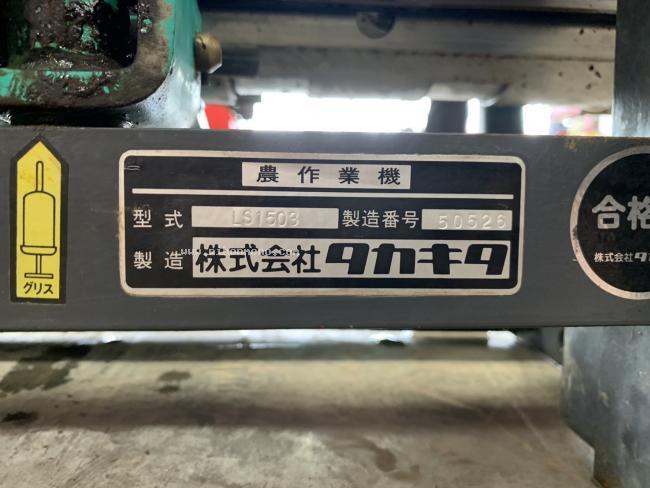 農作業機
型式 LS1503 製造番号 50526
製造 株式会社タカキタ
グリス
合格
株式会社タ